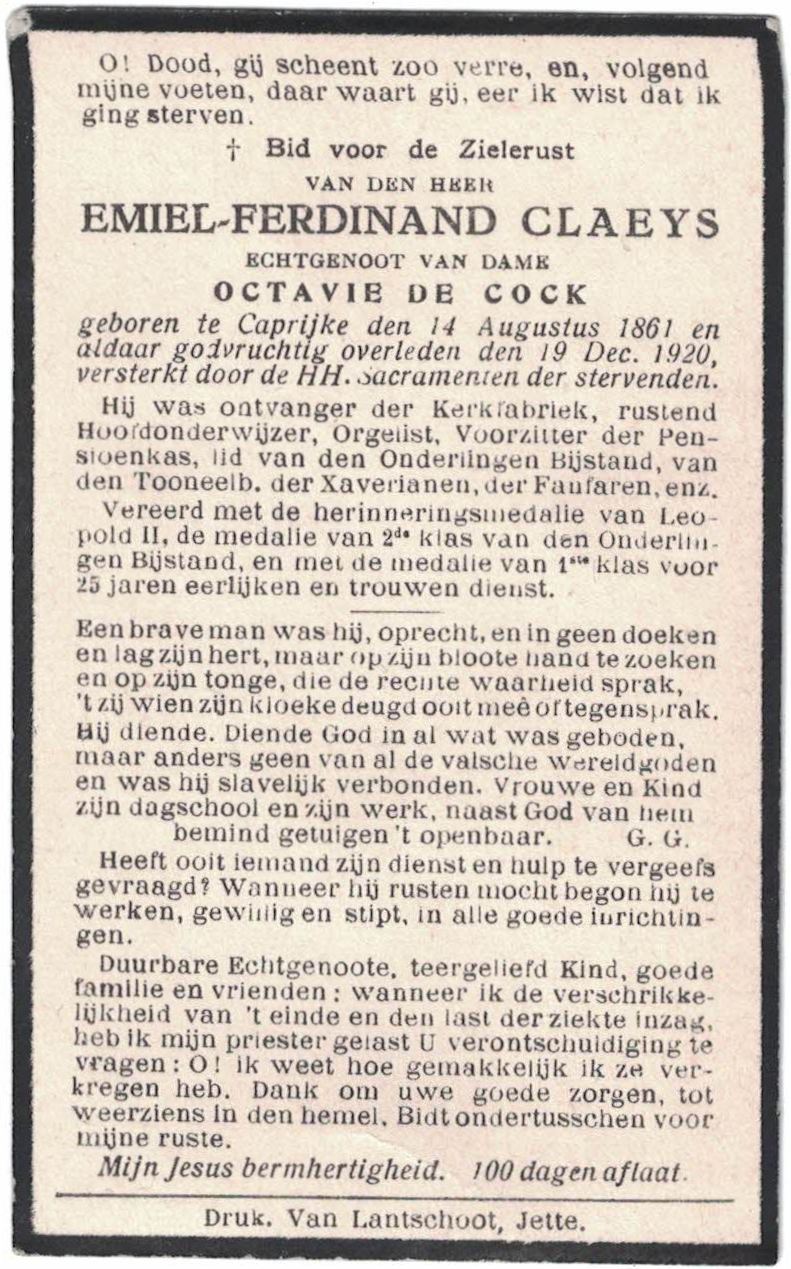 O! Dood, gij scheent zoo verre, en, volgend
mijne voeten, daar waart gij, eer ik wist dat ik
ging sterven.
† Bid voor de Zielerust
VAN DEN HEER
EMIEL-FERDINAND CLAEYS
ECHTGENOOT VAN DAME
OCTAVIE DE COCK
geboren te Caprijke den 14 Augustus 1861 en
aldaar godvruchtig overleden den 19 Dec. 1920,
versterkt door de HH. Sacramenten der stervenden.
Hij was ontvanger der Kerkfabriek, rustend
Hoofdonderwijzer, Orgelist, Voorzitter der Pen-
sioenkas, lid van den Onderlingen Bijstand, van
den Tooneelb. der Xaverianen, der Fanfaren, enz.
Vereerd met de herinneringsmedalie van Leo-
pold II, de medalie van 2de klas van den Onderlin-
gen Bijstand, en met de medalie van 1ste klas voor
25 jaren eerlijken en trouwen dienst.
Een brave man was hij, oprecht, en in geen doeken
en lag zijn hert, maar op zijn bloote hand te zoeken
en op zijn tonge, die de rechte waarheid sprak,
't zij wien zijn kloeke deugd ooit meê of tegensprak.
Hij diende. Diende God in al wat was geboden,
maar anders geen van al de valsche wereldgoden
en was hij slavelijk verbonden. Vrouwe en Kind
zijn dagschool en zijn werk, naast God van hem
bemind getuigen 't openbaar. G. G.
Heeft ooit iemand zijn dienst en hulp te vergeefs
gevraagd? Wanneer hij rusten mocht begon hij te
werken, gewillig en stipt, in alle goede inrichtin-
gen.
Duurbare Echtgenoote, teergeliefd Kind, goede
familie en vrienden: wanneer ik de verschrikke-
lijkheid van 't einde en den last der ziekte inzag,
heb ik mijn priester gelast U verontschuldiging te
vragen: O! ik weet hoe gemakkelijk ik ze ver-
kregen heb. Dank om uwe goede zorgen, tot
weerziens in den hemel. Bidt ondertusschen voor
mijne ruste.
Mijn Jesus bermhertigheid. 100 dagen aflaat.
Druk. Van Lantschoot, Jette.